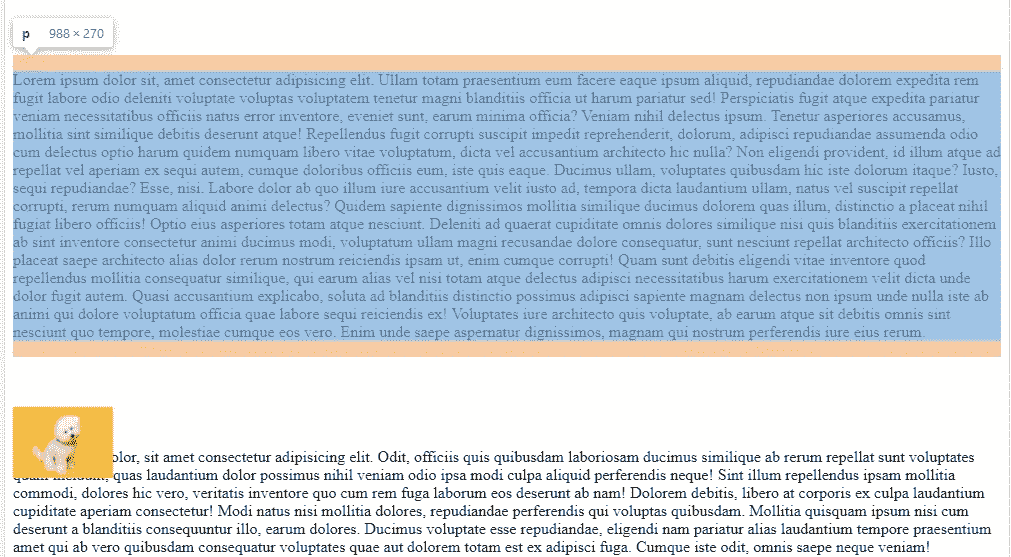 p 988 × 270
Lorem ipsum dolor sit, amet consectetur adipisicing elit. Ullam totam praesentium eum facere eaque ipsum aliquid, repudiandae dolorem expedita rem
fugit labore odio deleniti voluptate voluptas voluptatem tenetur magni blanditiis officia ut harum pariatur sed! Perspiciatis fugit atque expedita pariatur
veniam necessitatibus officiis natus error inventore, eveniet sunt, earum minima officia? Veniam nihil delectus ipsum. Tenetur asperiores accusamus,
mollitia sint similique debitis deserunt atque! Repellendus fugit corrupti suscipit impedit reprehenderit, dolorum, adipisci repudiandae assumenda odio
cum delectus optio harum quidem numquam libero vitae voluptatum, dicta vel accusantium architecto hic nulla? Non eligendi provident, id illum atque ad
repellat vel aperiam ex sequi autem, cumque doloribus officiis eum, iste quis eaque. Ducimus ullam, voluptates quibusdam hic iste dolorum itaque? Iusto,
sequi repudiandae? Esse, nisi. Labore dolor ab quo illum iure accusantium velit iusto ad, tempora dicta laudantium ullam, natus vel suscipit repellat
corrupti, rerum numquam aliquid animi delectus? Quidem sapiente dignissimos mollitia similique ducimus dolorem quas illum, distinctio a placeat nihil
fugiat libero officiis! Optio eius asperiores totam atque nesciunt. Deleniti ad quaerat cupiditate omnis dolores similique nisi quis blanditiis exercitationem
ab sint inventore consectetur animi ducimus modi, voluptatum ullam magni recusandae dolore consequatur, sunt nesciunt repellat architecto officiis? Illo
placeat saepe architecto alias dolor rerum nostrum reiciendis ipsam ut, enim cumque corrupti! Quam sunt debitis eligendi vitae inventore quod
repellendus mollitia consequatur similique, qui earum alias vel nisi totam atque delectus adipisci necessitatibus harum exercitationem velit dicta unde
dolor fugit autem. Quasi accusantium explicabo, soluta ad blanditiis distinctio possimus adipisci sapiente magnam delectus non ipsum unde nulla iste ab
animi qui dolore voluptatum officia quae labore sequi reiciendis ex! Voluptates iure architecto quis voluptate, ab earum atque sit debitis omnis sint
nesciunt quo tempore, molestiae cumque eos vero. Enim unde saepe aspernatur dignissimos, magnam qui nostrum perferendis iure eius rerum.
olor, sit amet consectetur adipisicing elit. Odit, officiis quis quibusdam laboriosam ducimus similique ab rerum repellat sunt voluptates
quas laudantium dolor possimus nihil veniam odio ipsa modi culpa aliquid perferendis neque! Sint illum repellendus ipsam mollitia
commodi, dolores hic vero, veritatis inventore quo cum rem fuga laborum eos deserunt ab nam! Dolorem debitis, libero at corporis ex culpa laudantium
cupiditate aperiam consectetur! Modi natus nisi mollitia dolores, repudiandae perferendis qui voluptas quibusdam. Mollitia quisquam ipsum nisi cum
deserunt a blanditiis consequuntur illo, earum dolores. Ducimus voluptate esse repudiandae, eligendi nam pariatur alias laudantium tempore praesentium
amet qui ab vero quibusdam consequatur voluptates quae aut dolorem totam est ex adipisci fuga. Cumque iste odit, omnis saepe neque veniam!